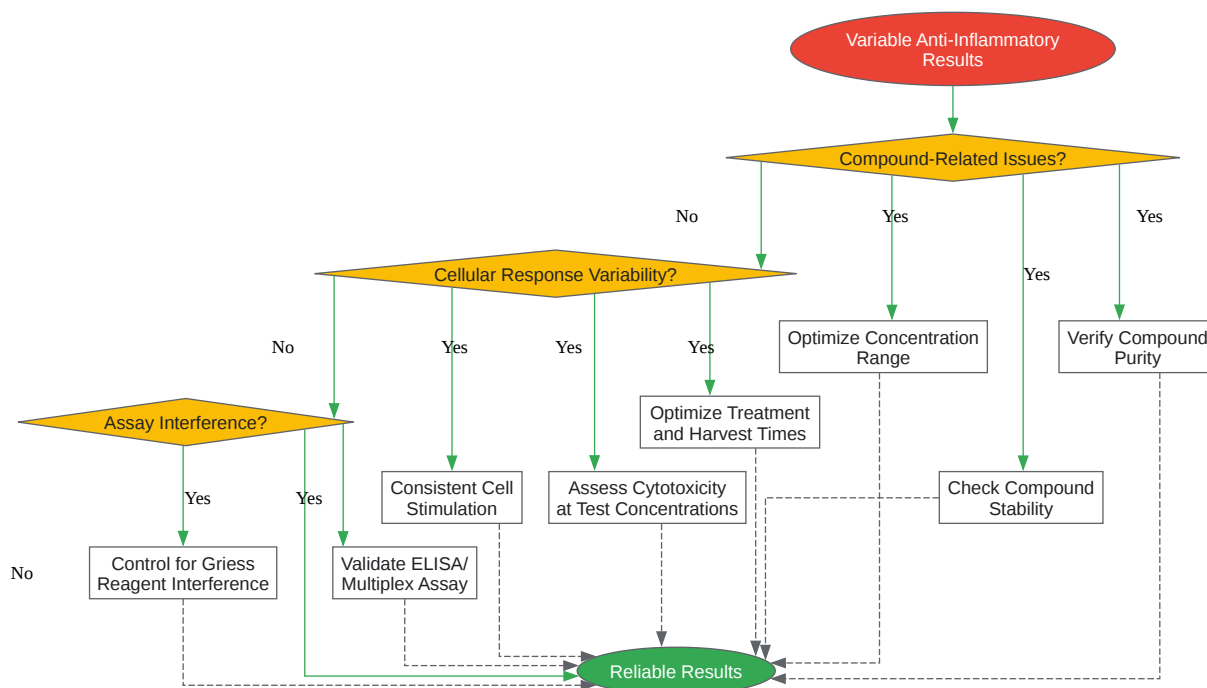 Variable Anti-Inflammatory
Results
Compound-Related Issues?
No
Yes
Yes
Yes
Cellular Response Variability?
Optimize Concentration
Range
Verify Compound
Purity
No
Yes
Yes
Yes
Assay Interference?
Optimize Treatment
and Harvest Times
Consistent Cell
Stimulation
Assess Cytotoxicity
at Test Concentrations
Check Compound
Stability
Yes
Yes
No
Control for Griess
Reagent Interference
Validate ELISA/
Multiplex Assay
Reliable Results